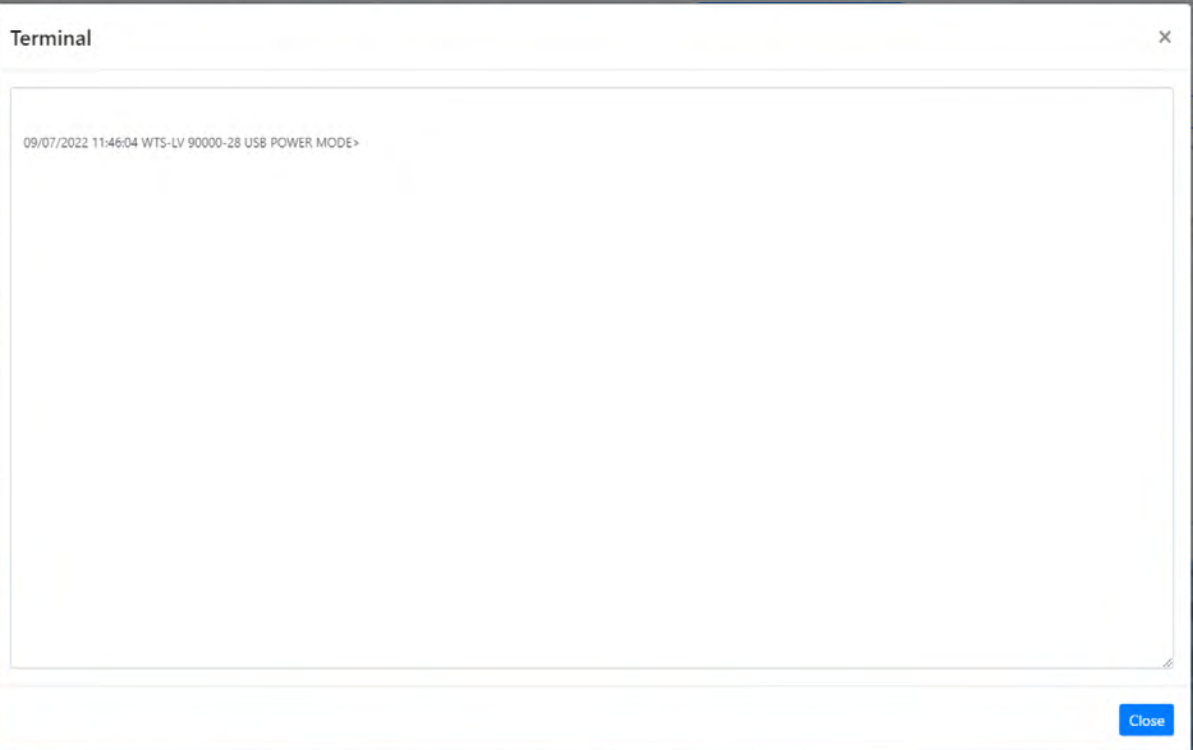 Terminal
×
09/07/2022 11:46:04 WTS-LV 90000-28 USB POWER MODE>
Close